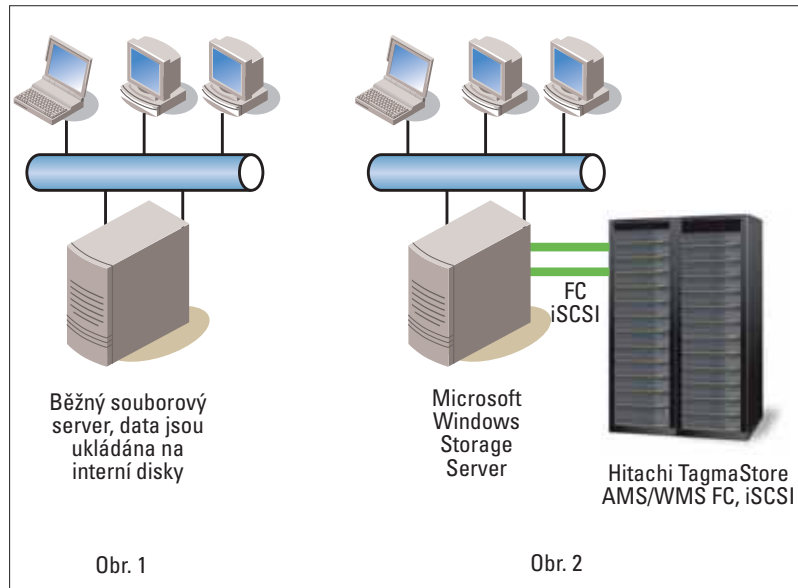 Běžný souborový
server, data jsou
ukládána na
interní disky
Obr. 1
FC
iSCSI
Microsoft
Windows
Storage
Server
Hitachi TagmaStore
AMS/WMS FC, iSCSI
Obr. 2